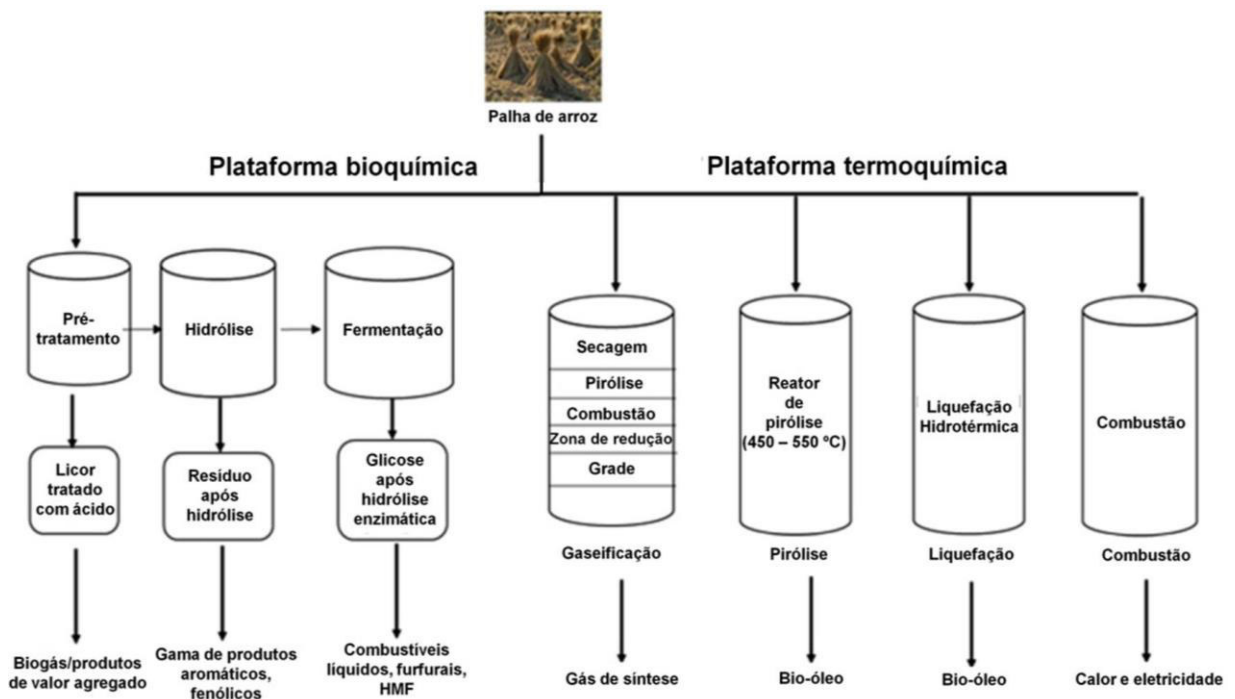 Palha de arroz
Plataforma bioquímica
Plataforma termoquímica
Pré-
tratamento
Hidrólise
Fermentação
Licor
tratado
com ácido
Resíduo
após
hidrólise
Glicose
após
hidrólise
enzimática
Biogás/produtos
de valor agregado
Gama de produtos
aromáticos,
fenólicos
Combustíveis
líquidos, furfurais,
HMF
Secagem
Pirólise
Combustão
Zona de redução
Grade
Gaseificação
Gás de síntese
Reator
de
pirólise
(450 – 550 ºC)
Pirólise
Bio-óleo
Liquefação
Hidrotérmica
Liquefação
Bio-óleo
Combustão
Combustão
Calor e eletricidade